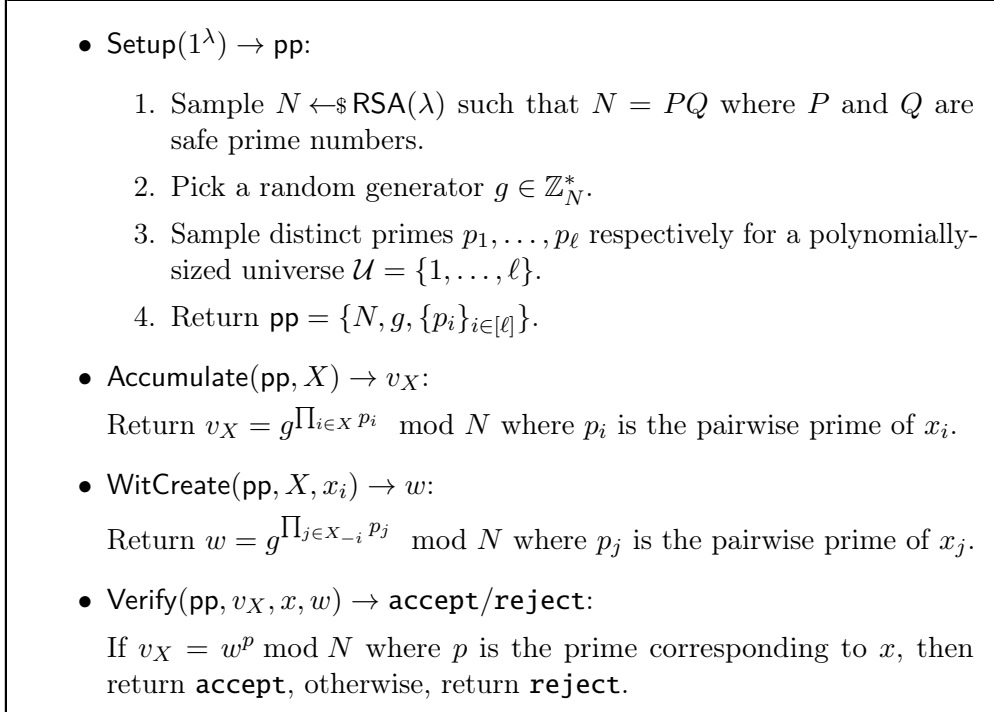 • Setup(1^λ) → pp:
1. Sample N ←$ RSA(λ) such that N = PQ where P and Q are
safe prime numbers.
2. Pick a random generator g ∈ ℤ*_N.
3. Sample distinct primes p_1, . . . , p_ℓ respectively for a polynomially-
sized universe 𝒰 = {1, . . . , ℓ}.
4. Return pp = {N, g, {p_i}_{i∈[ℓ]}}.
• Accumulate(pp, X) → v_X:
Return v_X = g^{∏_{i∈X} p_i} mod N where p_i is the pairwise prime of x_i.
• WitCreate(pp, X, x_i) → w:
Return w = g^{∏_{j∈X_{−i}} p_j} mod N where p_j is the pairwise prime of x_j.
• Verify(pp, v_X, x, w) → accept/reject:
If v_X = w^p mod N where p is the prime corresponding to x, then
return accept, otherwise, return reject.